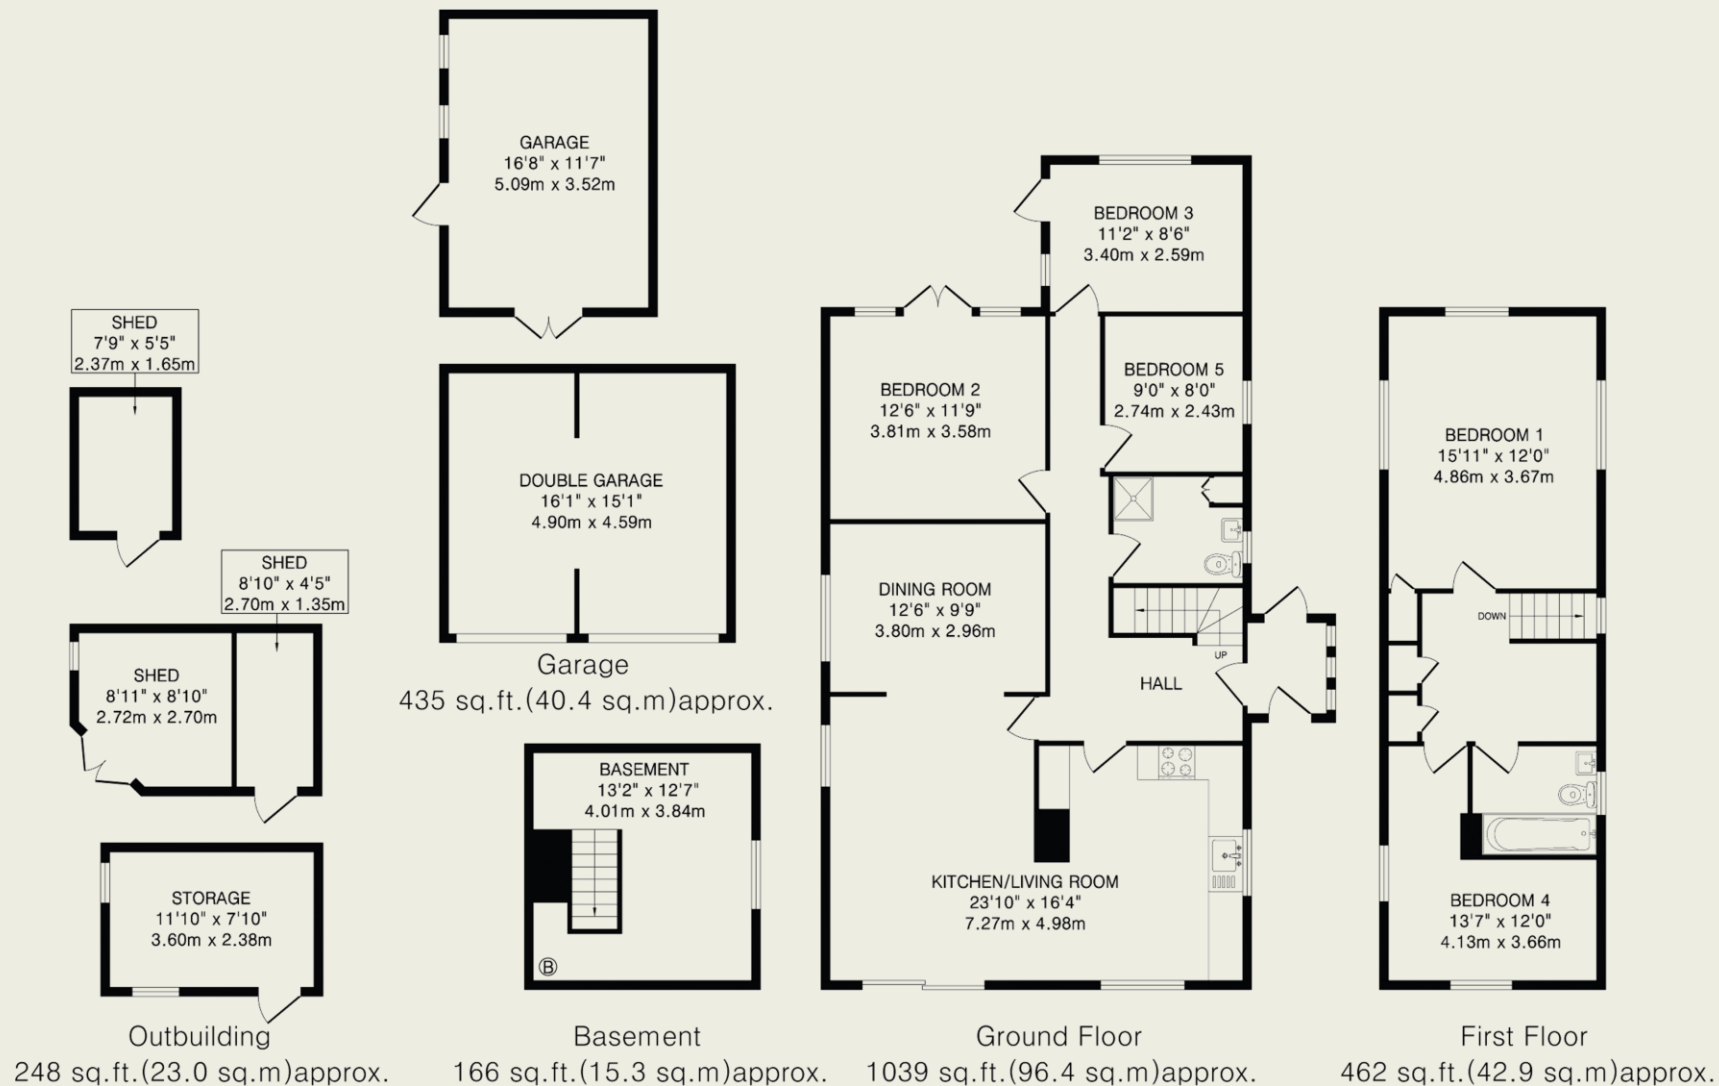 GARAGE
16'8" x 11'7"
5.09m x 3.52m
SHED
7'9" x 5'5"
2.37m x 1.65m
DOUBLE GARAGE
16'1" x 15'1"
4.90m x 4.59m
SHED
8'10" x 4'5"
2.70m x 1.35m
SHED
8'11" x 8'10"
2.72m x 2.70m
Garage
435 sq.ft.(40.4 sq.m)approx.
STORAGE
11'10" x 7'10"
3.60m x 2.38m
Outbuilding
248 sq.ft.(23.0 sq.m)approx.
BASEMENT
13'2" x 12'7"
4.01m x 3.84m
B
Basement
166 sq.ft.(15.3 sq.m)approx.
BEDROOM 3
11'2" x 8'6"
3.40m x 2.59m
BEDROOM 2
12'6" x 11'9"
3.81m x 3.58m
BEDROOM 5
9'0" x 8'0"
2.74m x 2.43m
DINING ROOM
12'6" x 9'9"
3.80m x 2.96m
UP
HALL
KITCHEN/LIVING ROOM
23'10" x 16'4"
7.27m x 4.98m
Ground Floor
1039 sq.ft.(96.4 sq.m)approx.
BEDROOM 1
15'11" x 12'0"
4.86m x 3.67m
DOWN
BEDROOM 4
13'7" x 12'0"
4.13m x 3.66m
First Floor
462 sq.ft.(42.9 sq.m)approx.